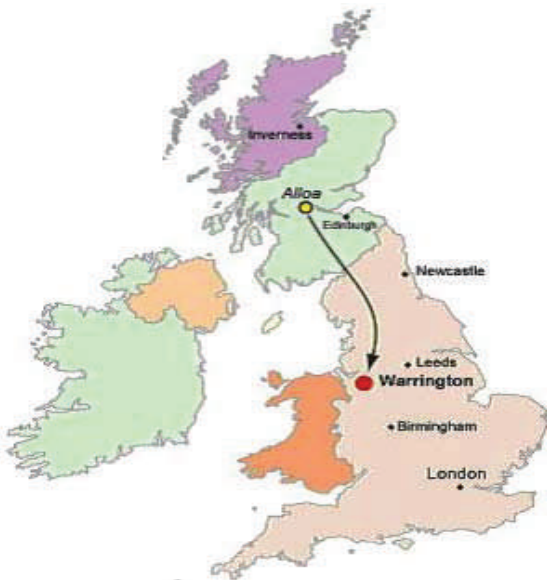 Inverness
Alloa
Edinburgh
Newcastle
Leeds
Warrington
Birmingham
London